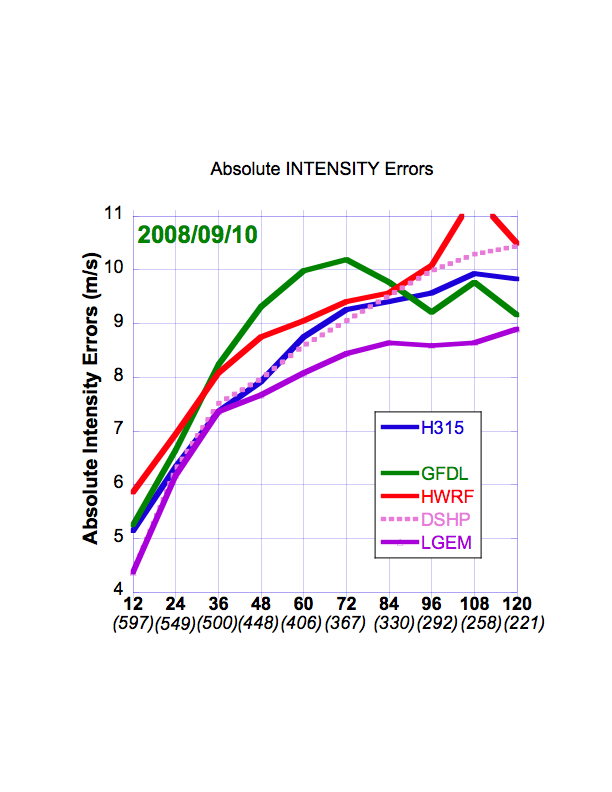 Absolute INTENSITY Errors
2008/09/10
Absolute Intensity Errors (m/s)
11
10
9
8
7
6
5
4
H315
GFDL
HWRF
DSHP
LGEM
12 24 36 48 60 72 84 96 108 120
(597) (549) (500) (448) (406) (367) (330) (292) (258) (221)